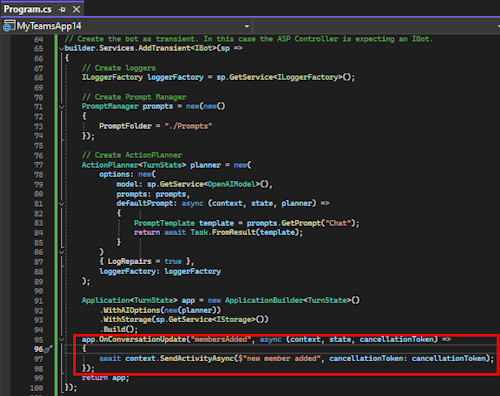 Program.cs
MyTeamsApp14
64 // Create the bot as transient. In this case the ASP Controller is expecting an IBot.
65 builder.Services.AddTransient<IBot>(sp =>
66 {
67 // Create loggers
68 ILoggerFactory loggerFactory = sp.GetService<ILoggerFactory>();
69
70 // Create Prompt Manager
71 PromptManager prompts = new(new()
72 {
73 PromptFolder = "./Prompts"
74 });
75
76 // Create ActionPlanner
77 ActionPlanner<TurnState> planner = new(
78 options: new(
79 model: sp.GetService<OpenAIModel>(),
80 prompts: prompts,
81 defaultPrompt: async (context, state, planner) =>
82 {
83 PromptTemplate template = prompts.GetPrompt("Chat");
84 return await Task.FromResult(template);
85 }
86 )
87 { LogRepairs = true },
88 loggerFactory: loggerFactory
89 );
90
91 Application<TurnState> app = new ApplicationBuilder<TurnState>()
92 .WithAIOptions(new(planner))
93 .WithStorage(sp.GetService<IStorage>())
94 .Build();
95 app.OnConversationUpdate("membersAdded", async (context, state, cancellationToken) =>
96 {
97 await context.SendActivityAsync($"new member added", cancellationToken: cancellationToken);
98 });
99 return app;
100 });